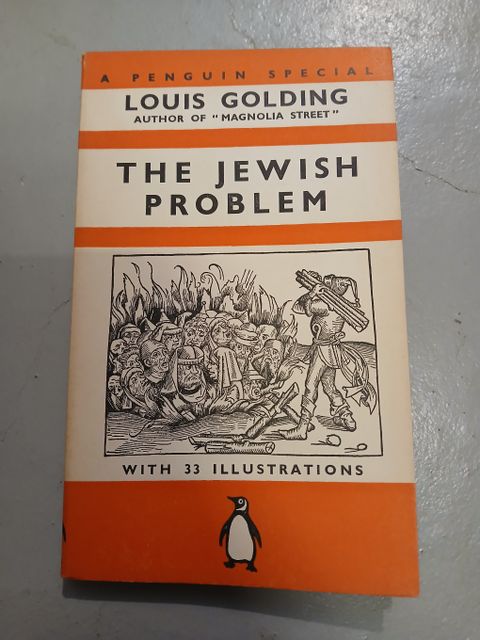 A PENGUIN SPECIAL
LOUIS GOLDING
AUTHOR OF "MAGNOLIA STREET"
THE JEWISH
PROBLEM
WITH 33 ILLUSTRATIONS